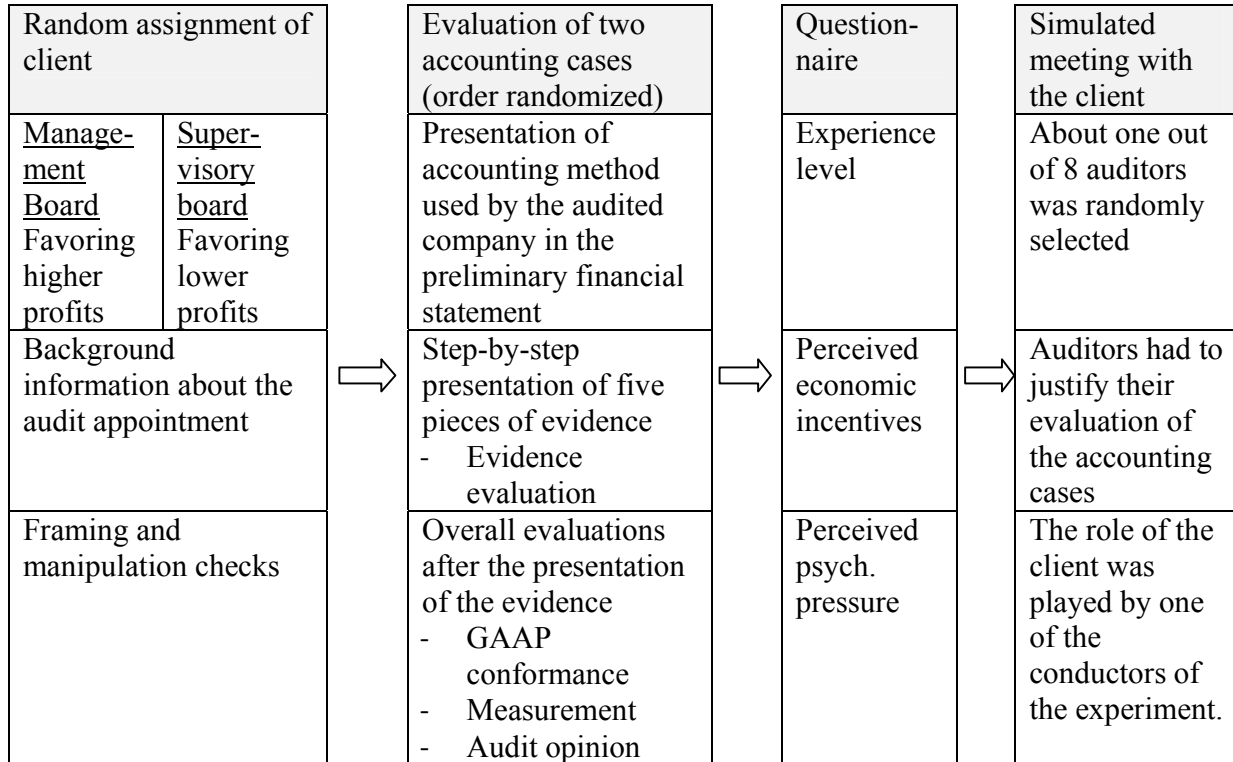 Random assignment of
client
Manage-
ment
Board
Favoring
higher
profits
Super-
visory
board
Favoring
lower
profits
Background
information about the
audit appointment
Framing and
manipulation checks
Evaluation of two
accounting cases
(order randomized)
Presentation of
accounting method
used by the audited
company in the
preliminary financial
statement
Step-by-step
presentation of five
pieces of evidence
- Evidence
evaluation
Overall evaluations
after the presentation
of the evidence
- GAAP
conformance
- Measurement
- Audit opinion
Question-
naire
Experience
level
Perceived
economic
incentives
Perceived
psych.
pressure
Simulated
meeting with
the client
About one out
of 8 auditors
was randomly
selected
Auditors had to
justify their
evaluation of
the accounting
cases
The role of the
client was
played by one
of the
conductors of
the experiment.